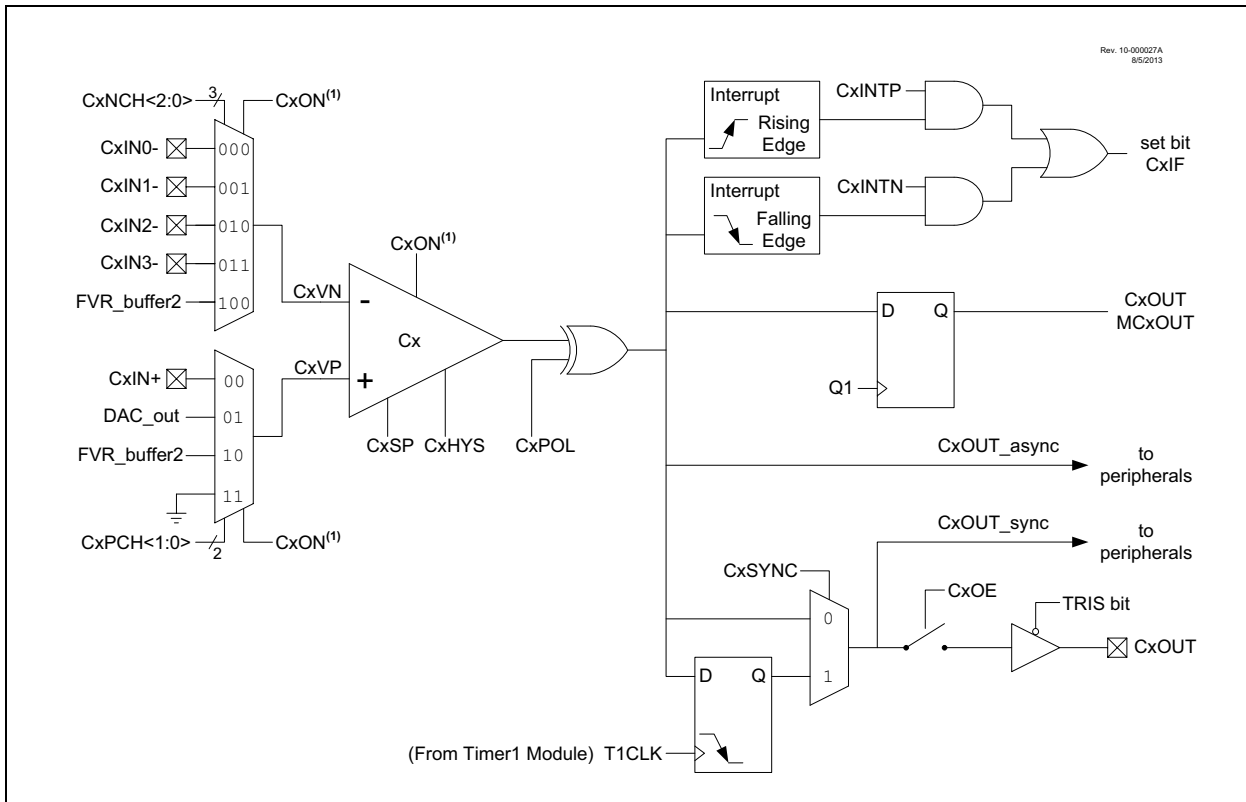 Rev. 10-000027A
8/5/2013
CxNCH<2:0>
3
CxON(1)
CxIN0-
000
CxIN1-
001
CxIN2-
010
CxIN3-
011
FVR_buffer2
100
CxVN
CxON(1)
-
Cx
+
CxVP
CxIN+
00
DAC_out
01
FVR_buffer2
10
11
CxPCH<1:0>
2
CxON(1)
CxSP
CxHYS
CxPOL
Interrupt
Rising
Edge
CxINTP
Interrupt
Falling
Edge
CxINTN
set bit
CxIF
D
Q
Q1
CxOUT
MCxOUT
CxOUT_async
to
peripherals
CxOUT_sync
to
peripherals
CxSYNC
0
1
CxOE
TRIS bit
CxOUT
D
Q
(From Timer1 Module) T1CLK